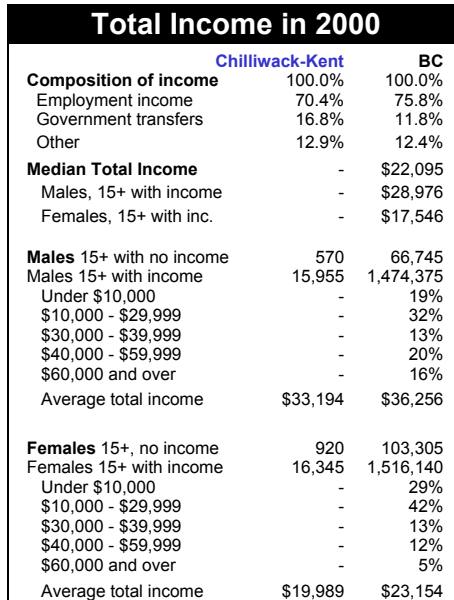 Total Income in 2000
Chilliwack-Kent BC
Composition of income 100.0% 100.0%
Employment income 70.4% 75.8%
Government transfers 16.8% 11.8%
Other 12.9% 12.4%
Median Total Income - $22,095
Males, 15+ with income - $28,976
Females, 15+ with inc. - $17,546
Males 15+ with no income 570 66,745
Males 15+ with income 15,955 1,474,375
Under $10,000 - 19%
$10,000 - $29,999 - 32%
$30,000 - $39,999 - 13%
$40,000 - $59,999 - 20%
$60,000 and over - 16%
Average total income $33,194 $36,256
Females 15+, no income 920 103,305
Females 15+ with income 16,345 1,516,140
Under $10,000 - 29%
$10,000 - $29,999 - 42%
$30,000 - $39,999 - 13%
$40,000 - $59,999 - 12%
$60,000 and over - 5%
Average total income $19,989 $23,154